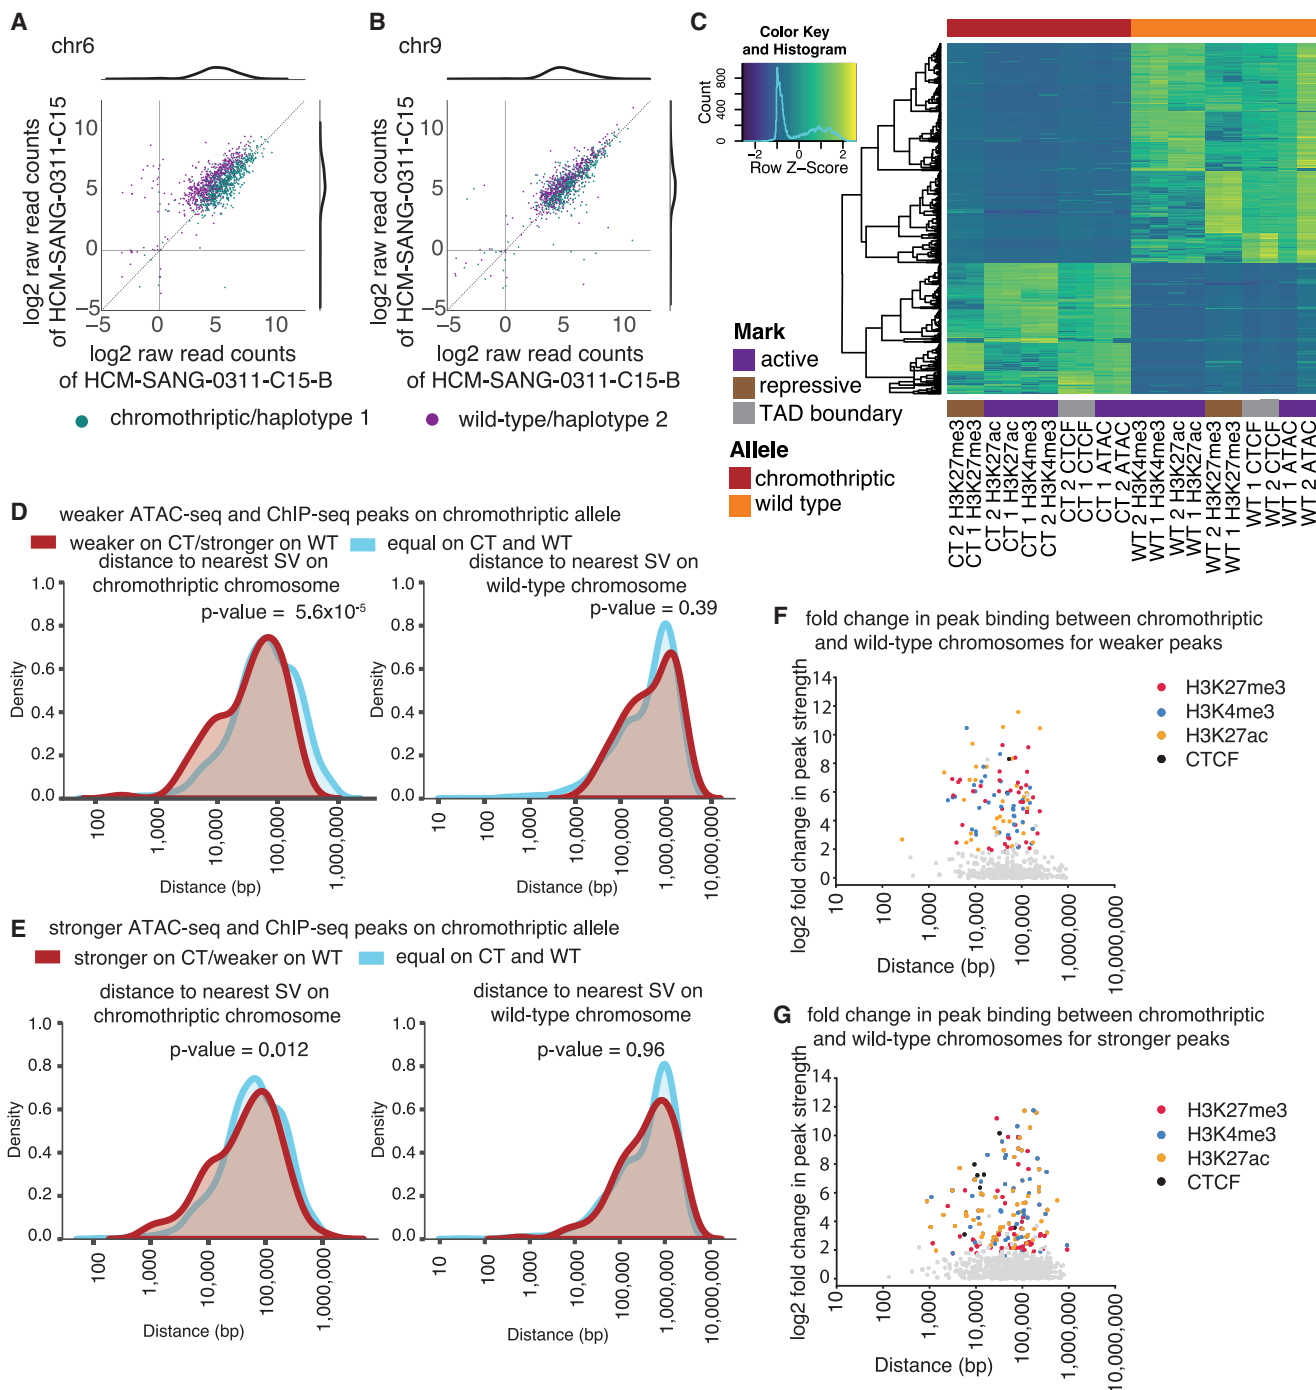 A
chr6
10
5
0
−5
−5
0
5
10
log2 raw read counts
of HCM-SANG-0311-C15
log2 raw read counts
of HCM-SANG-0311-C15-B
B
chr9
10
5
0
−5
−5
0
5
10
log2 raw read counts
of HCM-SANG-0311-C15
log2 raw read counts
of HCM-SANG-0311-C15-B
chromothriptic/haplotype 1
wild-type/haplotype 2
C
Color Key
and Histogram
Count
0
400
800
−2
0
2
Row Z−Score
Mark
active
repressive
TAD boundary
Allele
chromothriptic
wild type
CT 2 H3K27me3
CT 1 H3K27me3
CT 2 H3K27ac
CT 1 H3K27ac
CT 1 H3K4me3
CT 2 H3K4me3
CT 2 CTCF
CT 1 CTCF
CT 1 ATAC
CT 2 ATAC
WT 2 H3K4me3
WT 1 H3K4me3
WT 2 H3K27ac
WT 1 H3K27ac
WT 2 H3K27me3
WT 1 H3K27me3
WT 1 CTCF
WT 2 CTCF
WT 1 ATAC
WT 2 ATAC
D
weaker ATAC-seq and ChIP-seq peaks on chromothriptic allele
weaker on CT/stronger on WT
equal on CT and WT
distance to nearest SV on
chromothriptic chromosome
p-value = 5.6x10-5
1.0
0.8
0.6
0.4
0.2
0.0
Density
100
1,000
10,000
100,000
1,000,000
Distance (bp)
distance to nearest SV on
wild-type chromosome
p-value = 0.39
1.0
0.8
0.6
0.4
0.2
0.0
Density
10
100
1,000
10,000
100,000
1,000,000
10,000,000
Distance (bp)
E
stronger ATAC-seq and ChIP-seq peaks on chromothriptic allele
stronger on CT/weaker on WT
equal on CT and WT
distance to nearest SV on
chromothriptic chromosome
p-value = 0.012
1.0
0.8
0.6
0.4
0.2
0.0
Density
100
1,000
10,000
100,000
1,000,000
Distance (bp)
distance to nearest SV on
wild-type chromosome
p-value = 0.96
1.0
0.8
0.6
0.4
0.2
0.0
Density
10
100
1,000
10,000
100,000
1,000,000
10,000,000
Distance (bp)
F
fold change in peak binding between chromothriptic
and wild-type chromosomes for weaker peaks
14
12
10
8
6
4
2
0
log2 fold change in peak strength
10
100
1,000
10,000
100,000
1,000,000
10,000,000
Distance (bp)
H3K27me3
H3K4me3
H3K27ac
CTCF
G
fold change in peak binding between chromothriptic
and wild-type chromosomes for stronger peaks
14
12
10
8
6
4
2
0
log2 fold change in peak strength
10
100
1,000
10,000
100,000
1,000,000
10,000,000
Distance (bp)
H3K27me3
H3K4me3
H3K27ac
CTCF